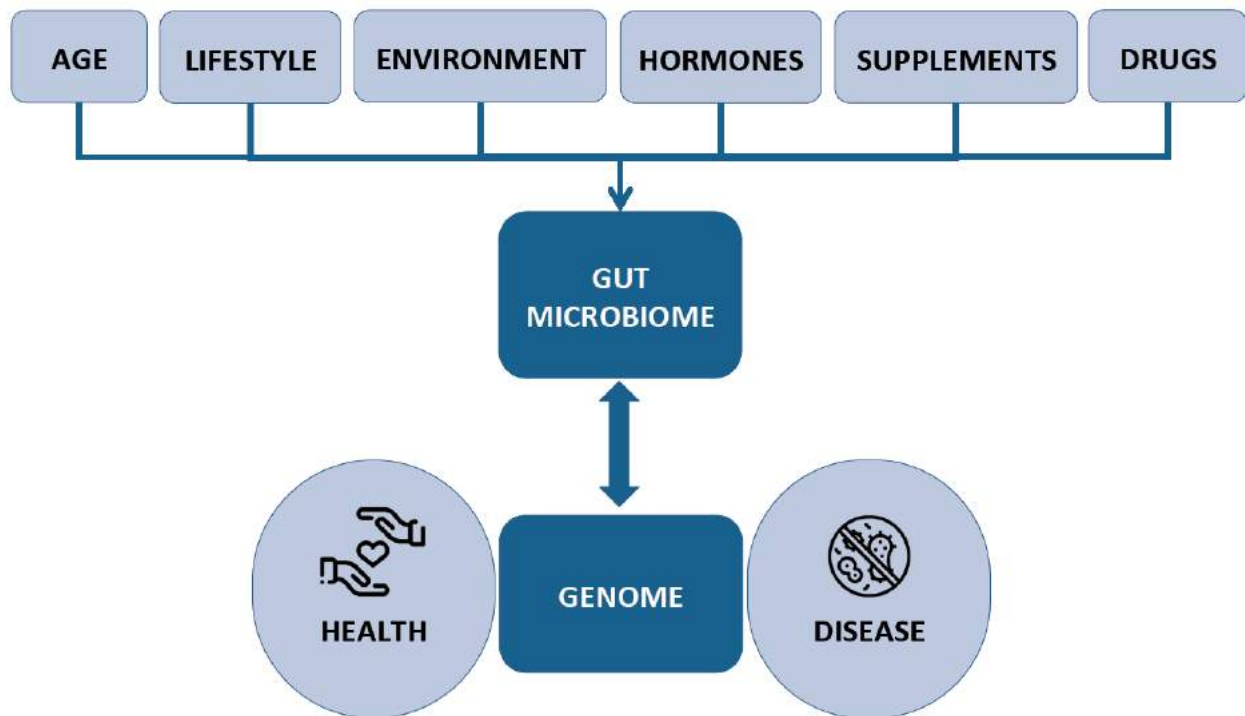 AGE
LIFESTYLE
ENVIRONMENT
HORMONES
SUPPLEMENTS
DRUGS
GUT
MICROBIOME
HEALTH
GENOME
DISEASE